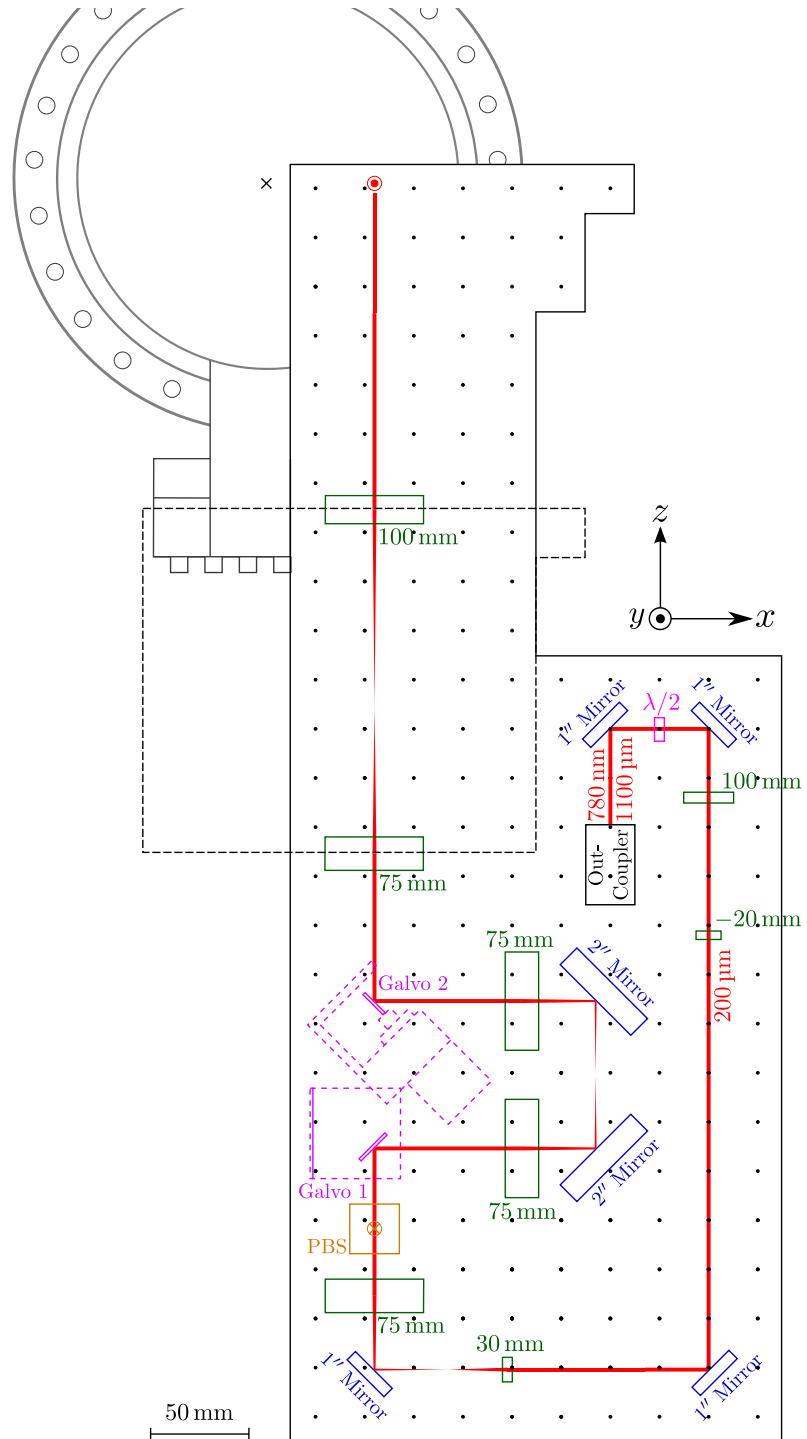 100 mm
z
y
x
1″ Mirror
λ/2
1″ Mirror
780 nm
1100 µm
100 mm
Out-
Coupler
75 mm
−20 mm
75 mm
2″ Mirror
200 µm
Galvo 2
Galvo 1
75 mm
2″ Mirror
PBS
75 mm
30 mm
1″ Mirror
1″ Mirror
50 mm